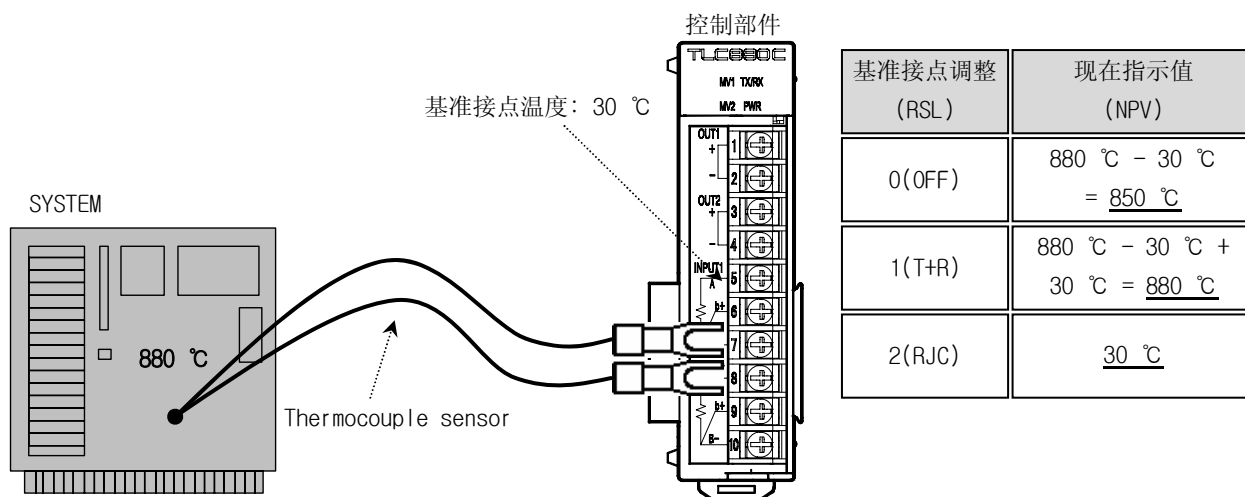 控制部件
TLC880C
MV1 TX/RX
MV2 PWR
基准接点温度: 30 ℃
OUT1
+
1
-
2
OUT2
+
3
-
4
INPUT1
A
5
b+
6
7
8
b+
9
B-
10
SYSTEM
880 ℃
Thermocouple sensor
基准接点调整
(RSL)
现在指示值
(NPV)
0(OFF)
880 ℃ - 30 ℃
= 850 ℃
1(T+R)
880 ℃ - 30 ℃ +
30 ℃ = 880 ℃
2(RJC)
30 ℃